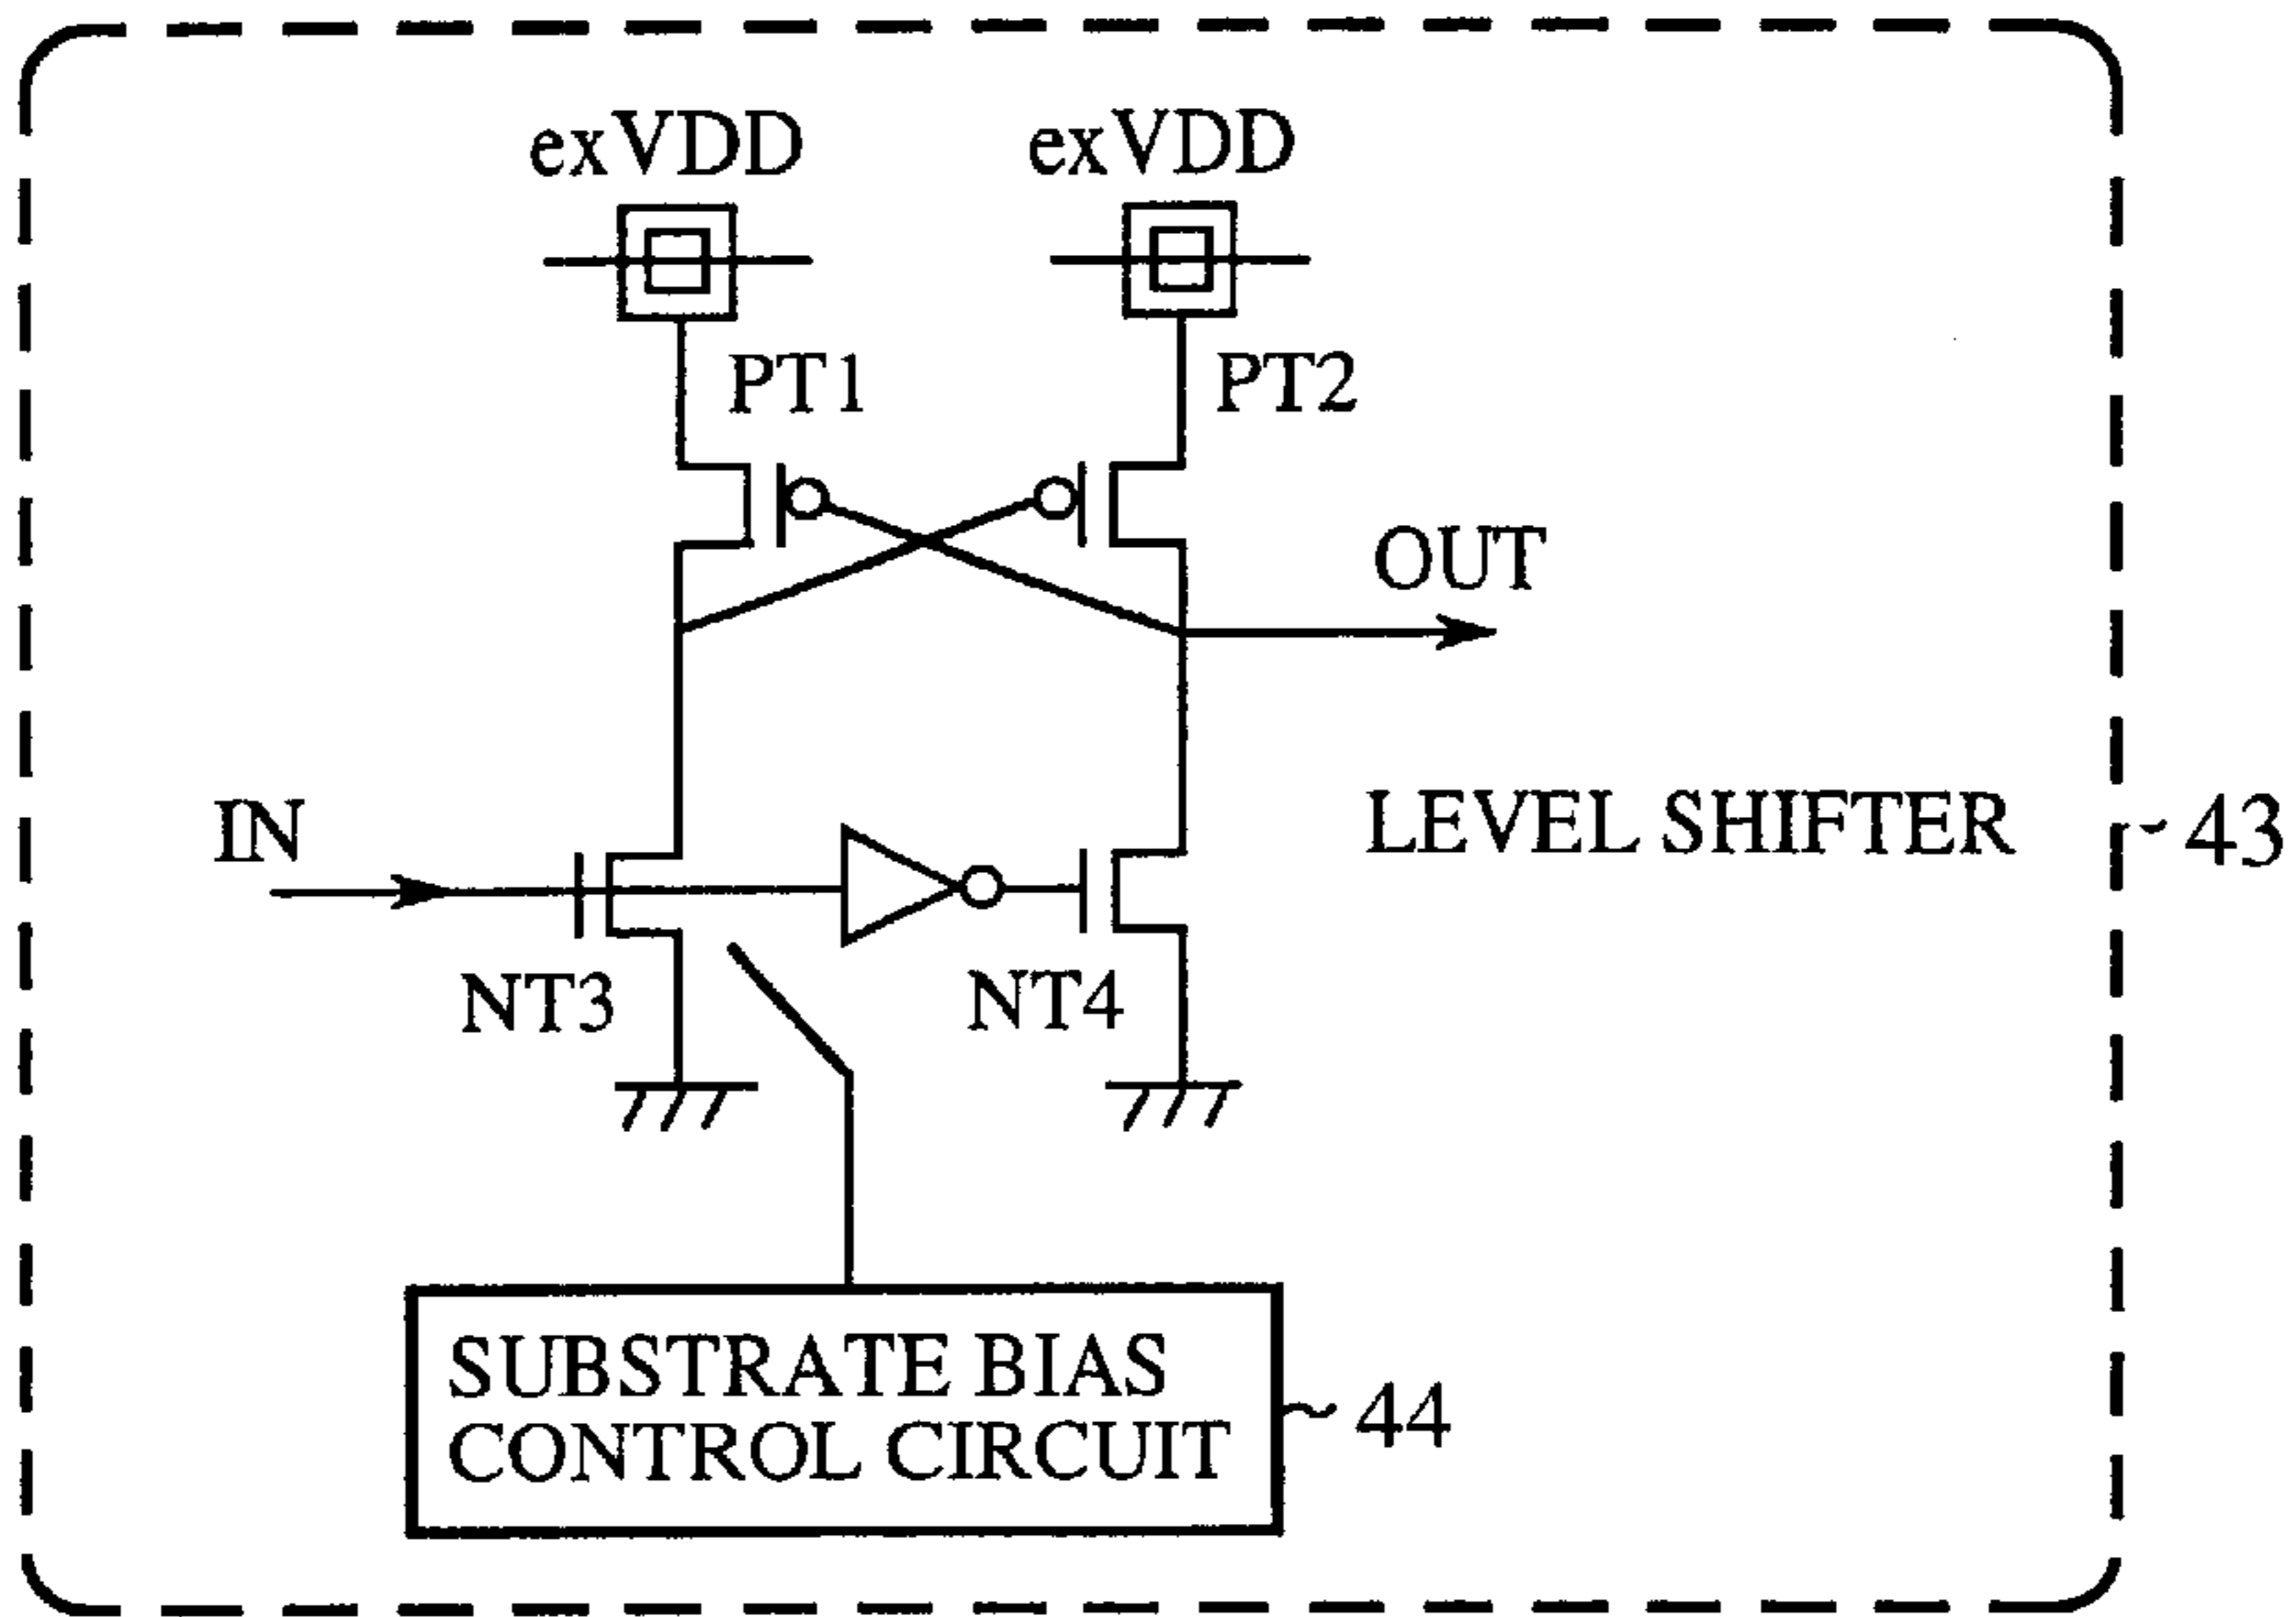 exVDD
exVDD
PT1
PT2
OUT
IN
LEVEL SHIFTER
43
NT3
NT4
SUBSTRATE BIAS
CONTROL CIRCUIT
44